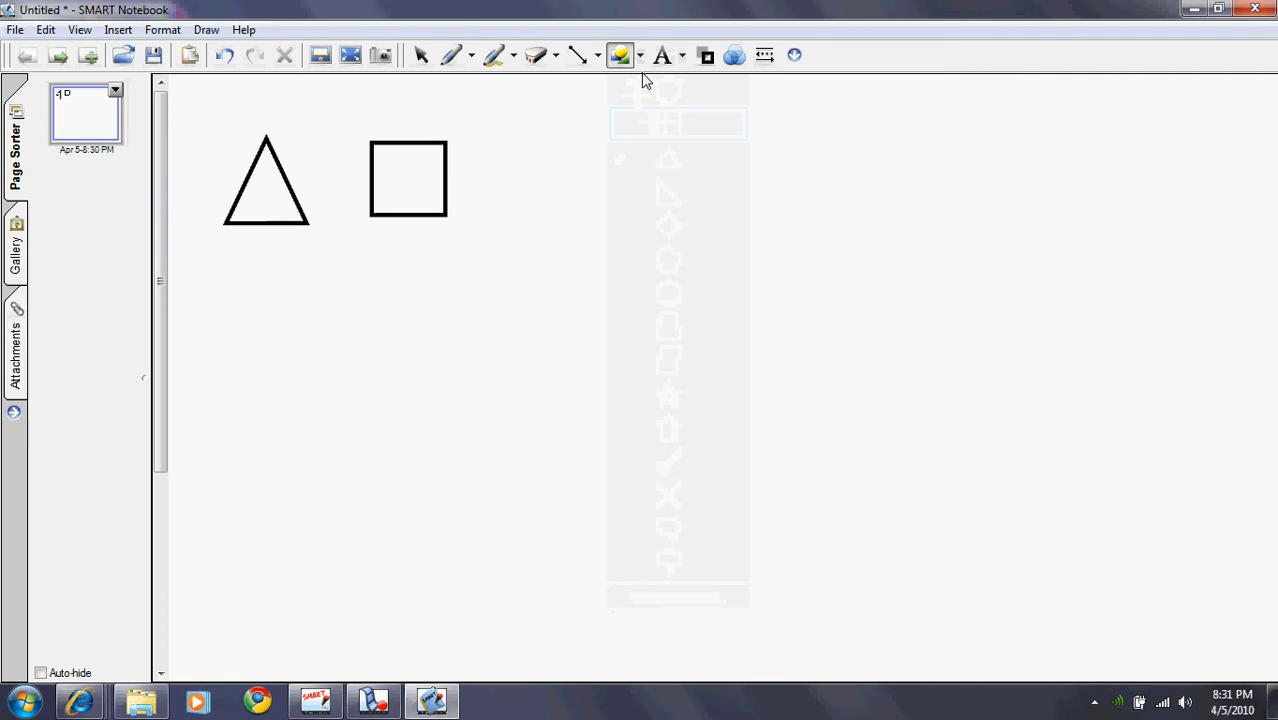 Untitled * - SMART Notebook
File Edit View Insert Format Draw Help
A
Page Sorter
Gallery
Attachments
Apr 5-8:30 PM
Auto-hide
SMART
8:31 PM
4/5/2010